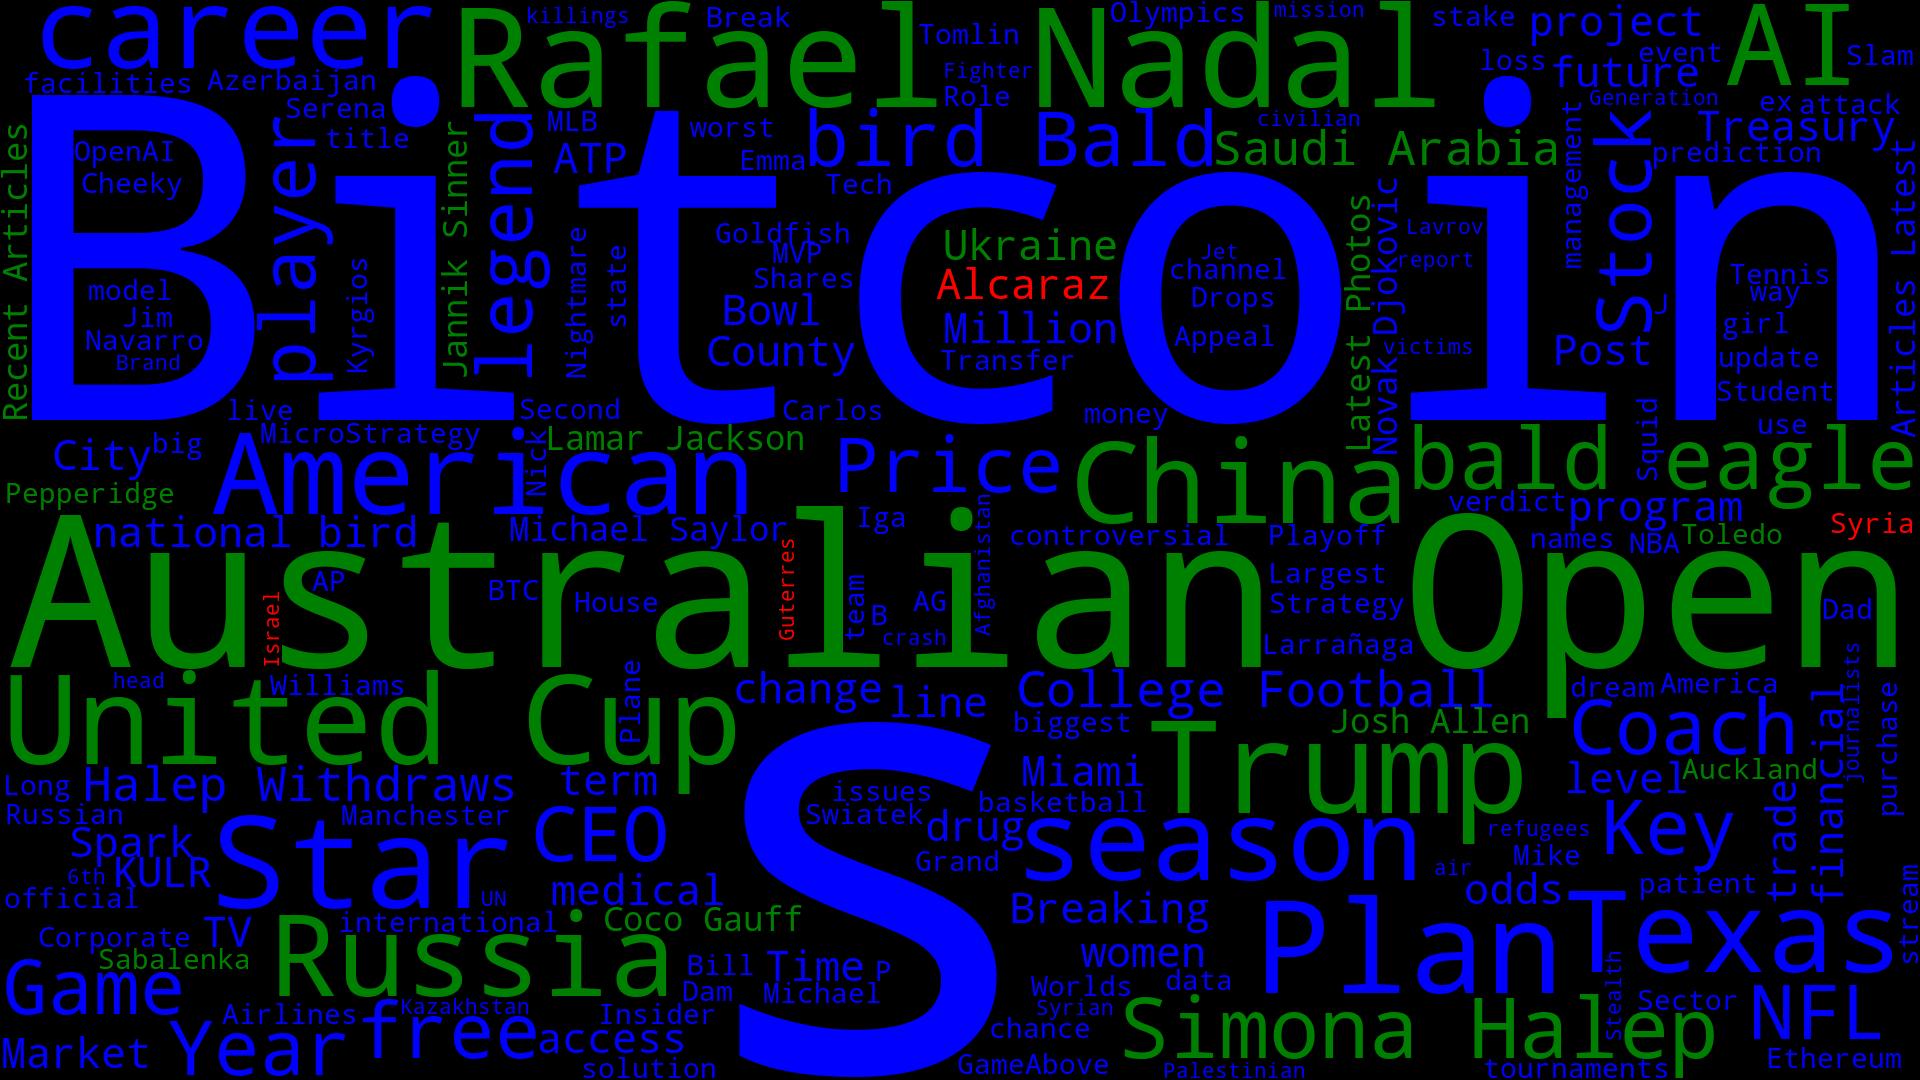 career
Rafael Nadal
killings
Break
Tomlin
Olympics
mission
stake
project
AI
Slam
facilities
Azerbaijan
Fighter
Role
loss
event
future
Generation
ex
attack
Serena
title
player
legend
MLB
ATP
worst
Emma
bird
Bald
civilian
Saudi Arabia
management
Stock
Treasury
prediction
Recent Articles
OpenAI
Cheeky
Bitcoin
Jannik Sinner
Tech
Latest Photos
Novak Djokovic
Articles Latest
model
Jim
Navarro
Brand
Kyrgios
Nightmare
state
Goldfish
MVP
Shares
Bowl
County
Ukraine
Alcaraz
Million
Transfer
Jet
channel
Drops
Appeal
Lavrov
report
victims
J
Post
Tennis
way
girl
update
Student
use
live
Second
Carlos
money
MicroStrategy
City
big
American
Nick
Lamar Jackson
Price
China
bald eagle
Squid
Pepperidge
national bird
Michael Saylor
Iga
Afghanistan
controversial
Playoff
verdict
program
names
NBA
Toledo
Syria
Australian Open
Israel
AP
BTC
House
Guterres
team
B
AG
crash
Largest
Strategy
Larrañaga
Dad
United Cup
head
Williams
Plane
change
line
College Football
biggest
dream
America
journalists
Josh Allen
Trump
Coach
financial
purchase
Long
Halep Withdraws
term
S
issues
Miami
level
Auckland
Russian
Manchester
Swiatek
basketball
Spark
Star
CEO
drug
season
refugees
Mike
Key
trade
6th
KULR
Grand
air
official
UN
medical
Breaking
odds
patient
stream
Corporate
TV
international
Coco Gauff
Plan
Texas
Sabalenka
Russia
Bill
Time
P
women
Game
Dam
Michael
Worlds
data
Stealth
Airlines
Kazakhstan
Insider
Syrian
Sector
NFL
Market
Year
free
access
chance
Simona Halep
solution
GameAbove
Palestinian
tournaments
Ethereum